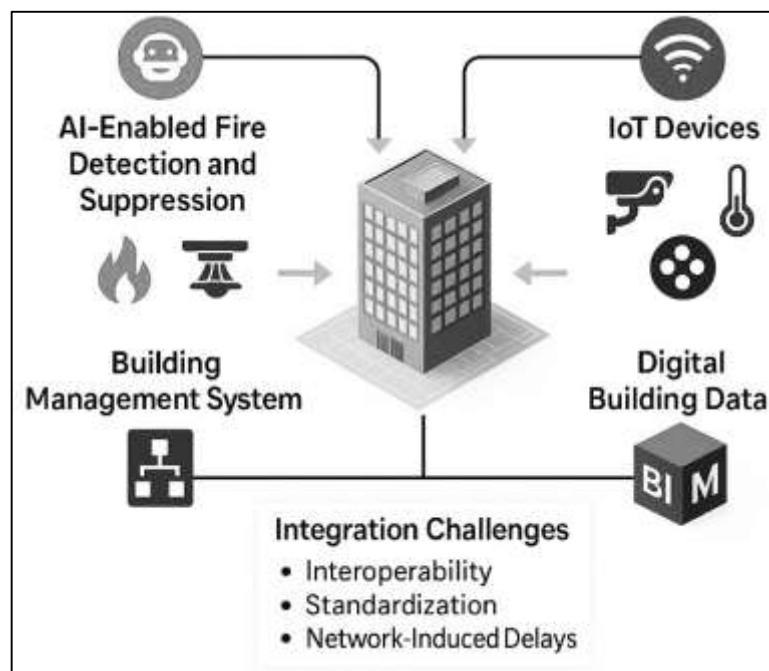 AI-Enabled Fire
Detection and
Suppression
IoT Devices
Building
Management System
Digital
Building Data
BIM
Integration Challenges
• Interoperability
• Standardization
• Network-Induced Delays